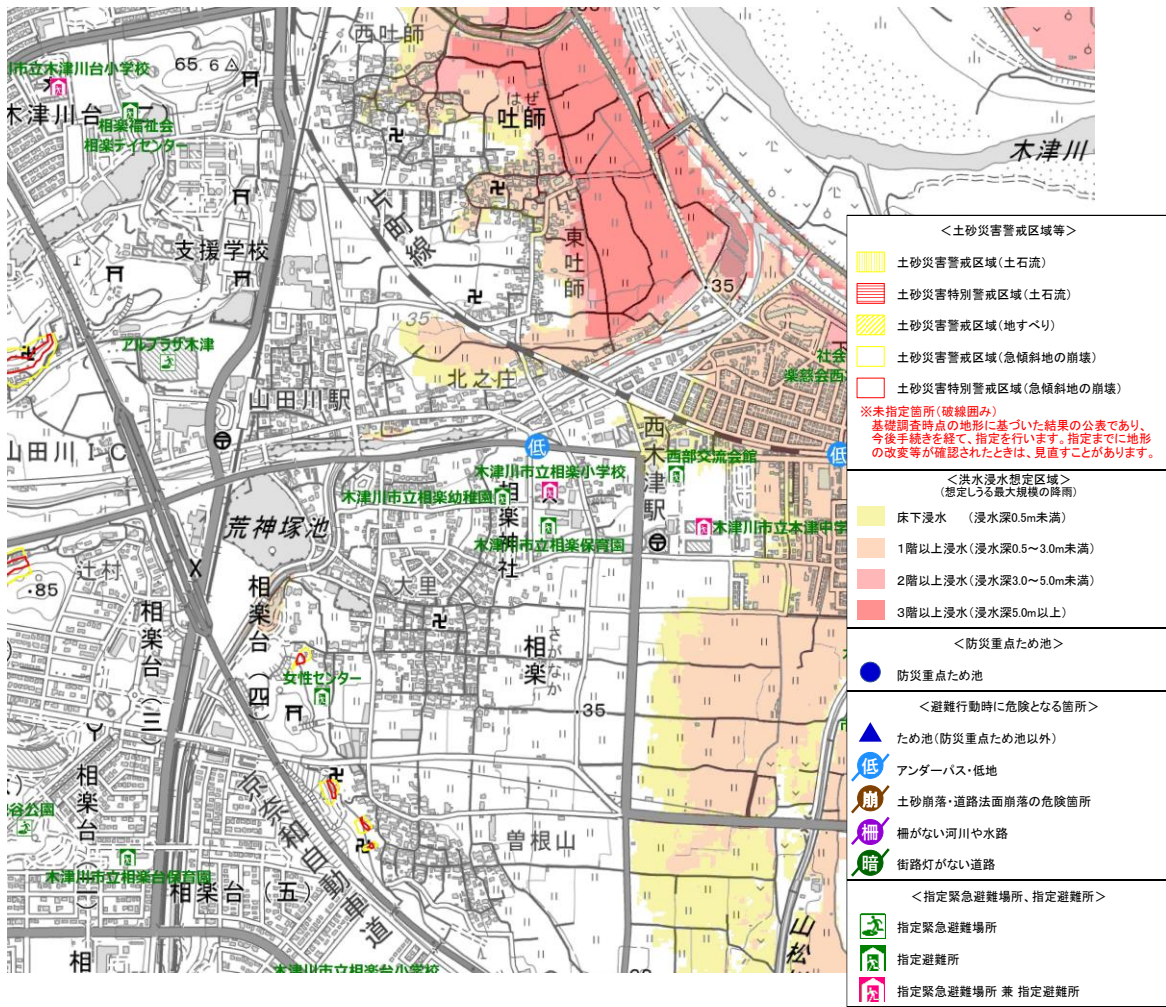 西吐師
65.6
川市立木津川台小学校
木津川台(二)
相楽福祉会
相楽デイセンター
はぜ
吐師
木津川
片町線
支援学校
東吐師
.35
35
アルプラザ木津
北之庄
社会
楽慈会西
下
山田川駅
山田川IC
低
低
西木津駅
西部交流会館
木津川市立相楽小学校
木津川市立相楽幼稚園
相楽神社
木津川市立木津中学
木津川市立相楽保育園
荒神塚池
辻村
.85
大里
相楽台(四)
相楽台(三)
相楽
さがなか
女性センター
.35
京奈和自動車道
曽根山
相楽台(二)
谷公園
木津川市立相楽台保育園
相楽台(五)
木津川市立相楽台小学校
相
山松
<土砂災害警戒区域等>
土砂災害警戒区域(土石流)
土砂災害特別警戒区域(土石流)
土砂災害警戒区域(地すべり)
土砂災害警戒区域(急傾斜地の崩壊)
土砂災害特別警戒区域(急傾斜地の崩壊)
※未指定箇所(破線囲み)
基礎調査時点の地形に基づいた結果の公表であり、
今後手続きを経て、指定を行います。指定までに地形
の改変等が確認されたときは、見直すことがあります。
<洪水浸水想定区域>
(想定しうる最大規模の降雨)
床下浸水 (浸水深0.5m未満)
1階以上浸水(浸水深0.5~3.0m未満)
2階以上浸水(浸水深3.0~5.0m未満)
3階以上浸水(浸水深5.0m以上)
<防災重点ため池>
防災重点ため池
<避難行動時に危険となる箇所>
ため池(防災重点ため池以外)
低 アンダーパス・低地
崩 土砂崩落・道路法面崩落の危険箇所
柵 柵がない河川や水路
暗 街路灯がない道路
<指定緊急避難場所、指定避難所>
指定緊急避難場所
指定避難所
指定緊急避難場所 兼 指定避難所